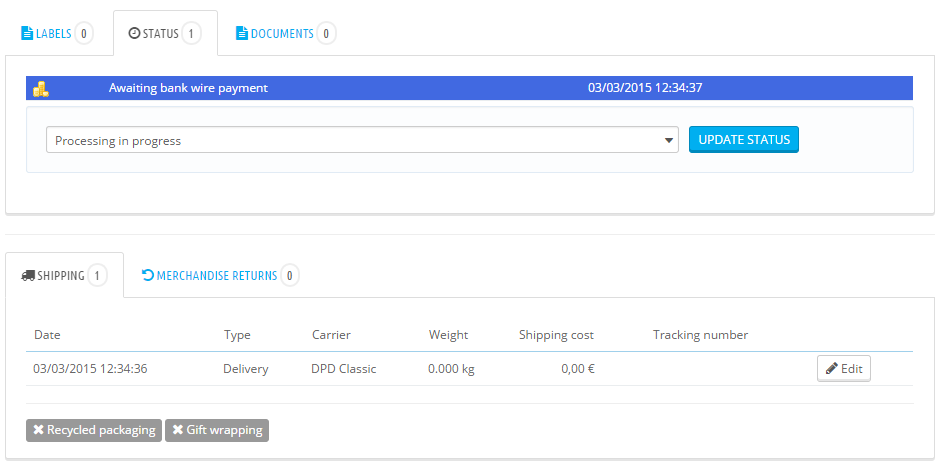 LABELS 0 STATUS 1 DOCUMENTS 0
Awaiting bank wire payment 03/03/2015 12:34:37
Processing in progress UPDATE STATUS
SHIPPING 1 MERCHANDISE RETURNS 0
Date Type Carrier Weight Shipping cost Tracking number
03/03/2015 12:34:36 Delivery DPD Classic 0.000 kg 0,00 € Edit
Recycled packaging Gift wrapping